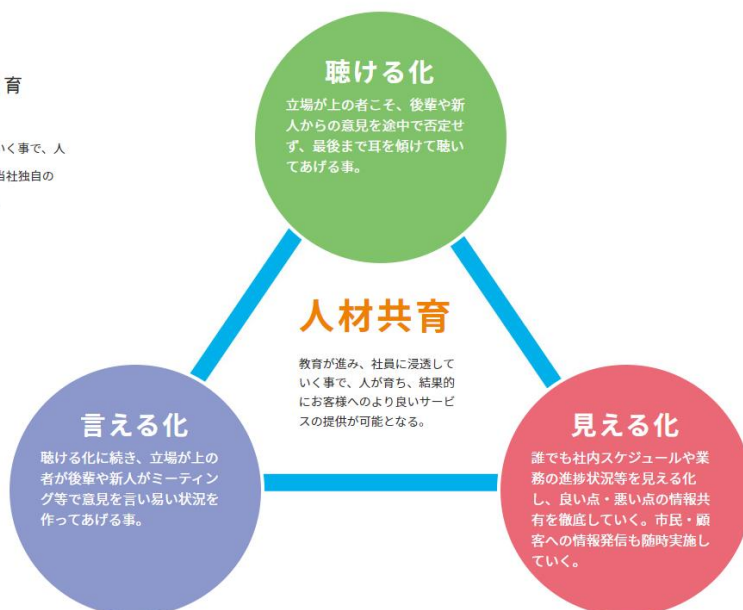 育
いく事で、人
当社独自の
聴ける化
立場が上の者こそ、後輩や新
人からの意見を途中で否定せ
ず、最後まで耳を傾けて聴い
てあげる事。
人材共育
教育が進み、社員に浸透して
いく事で、人が育ち、結果的
にお客様へのより良いサービ
スの提供が可能となる。
言える化
聴ける化に続き、立場が上の
者が後輩や新人がミーティン
グ等で意見を言い易い状況を
作ってあげる事。
見える化
誰でも社内スケジュールや業
務の進捗状況等を見える化
し、良い点・悪い点の情報共
有を徹底していく。市民・顧
客への情報発信も随時実施し
ていく。